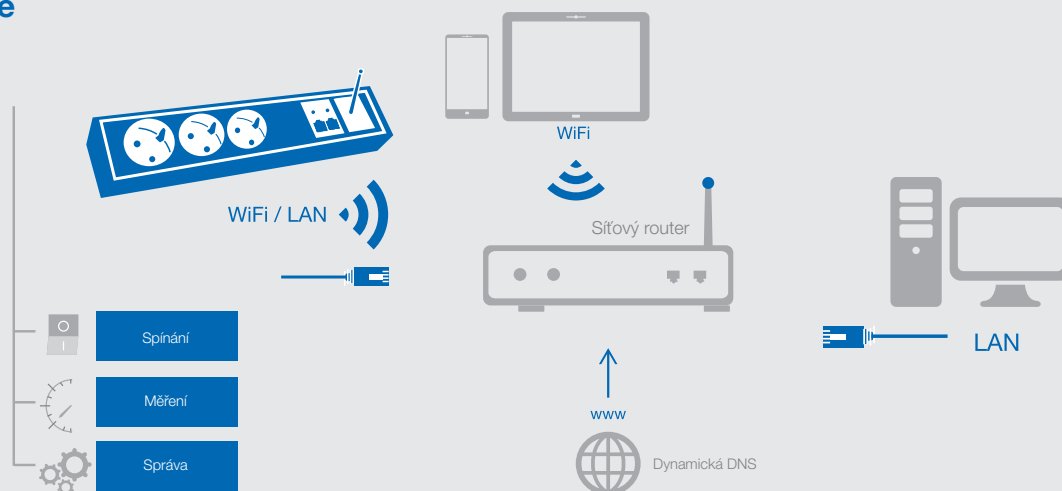 e
WiFi
WiFi / LAN
Síťový router
LAN
Spínání
Měření
www
Správa
Dynamická DNS